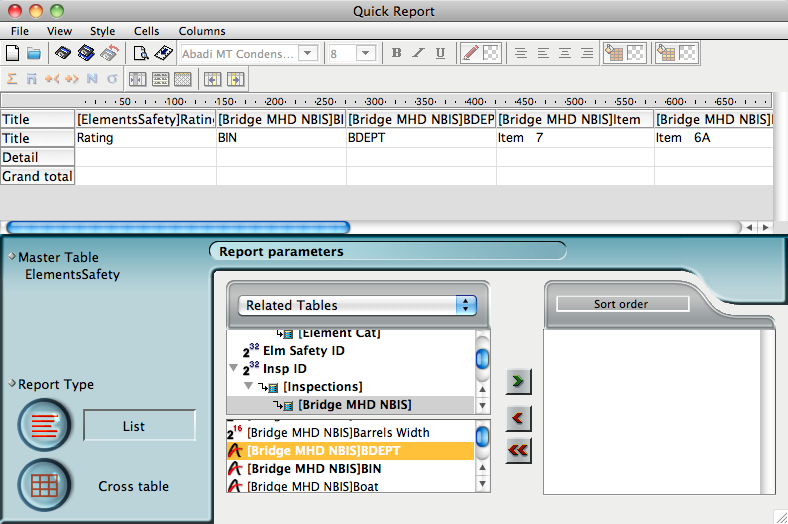 Quick Report
File View Style Cells Columns
Abadi MT Condens... 8 B I U
Σ n N σ
50 100 150 200 250 300 350 400 450 500 550 600 650
Title [ElementsSafety]Ratin [Bridge MHD NBIS]BI [Bridge MHD NBIS]BDEP [Bridge MHD NBIS]Item [Bridge MHD NBIS]I
Title Rating BIN BDEPT Item 7 Item 6A
Detail
Grand total
Master Table
ElementsSafety
Report parameters
Related Tables
Sort order
[Element Cat]
2 32 Elm Safety ID
2 32 Insp ID
[Inspections]
[Bridge MHD NBIS]
Report Type
List
Cross table
2 16 [Bridge MHD NBIS]Barrels Width
A [Bridge MHD NBIS]BDEPT
A [Bridge MHD NBIS]BIN
A [Bridge MHD NBIS]Boat